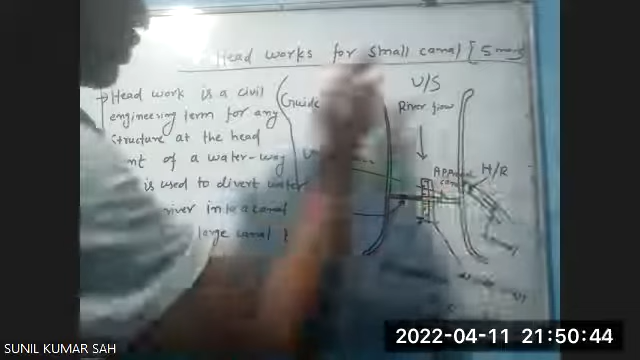 Head works for small canal [5
→ Head work is a civil
engineering term for any
structure at the head
of a water-way
is used to divert water
river into a canal
large canal
Guide
U/S
River flow
H/R
SUNIL KUMAR SAH
2022-04-11 21:50:44